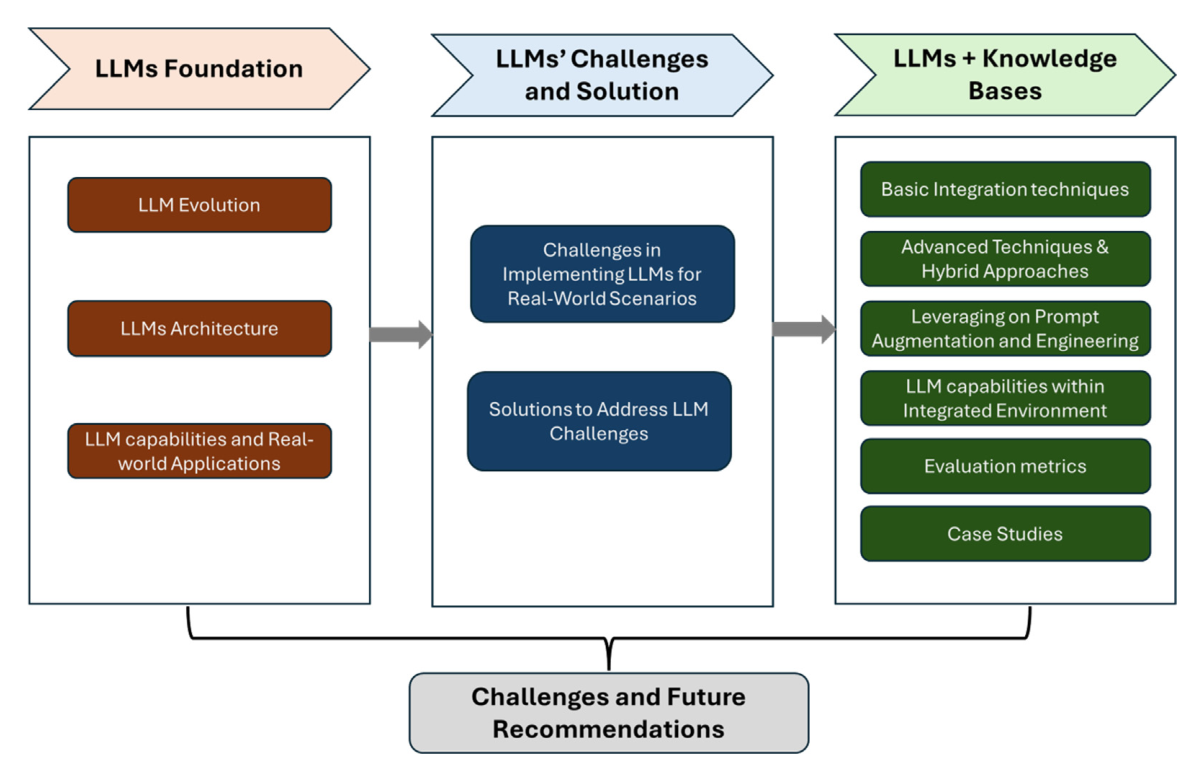 LLMs Foundation
LLM Evolution
LLMs Architecture
LLM capabilities and Real-
world Applications
LLMs’ Challenges
and Solution
Challenges in
Implementing LLMs for
Real-World Scenarios
Solutions to Address LLM
Challenges
LLMs + Knowledge
Bases
Basic Integration techniques
Advanced Techniques &
Hybrid Approaches
Leveraging on Prompt
Augmentation and Engineering
LLM capabilities within
Integrated Environment
Evaluation metrics
Case Studies
Challenges and Future
Recommendations